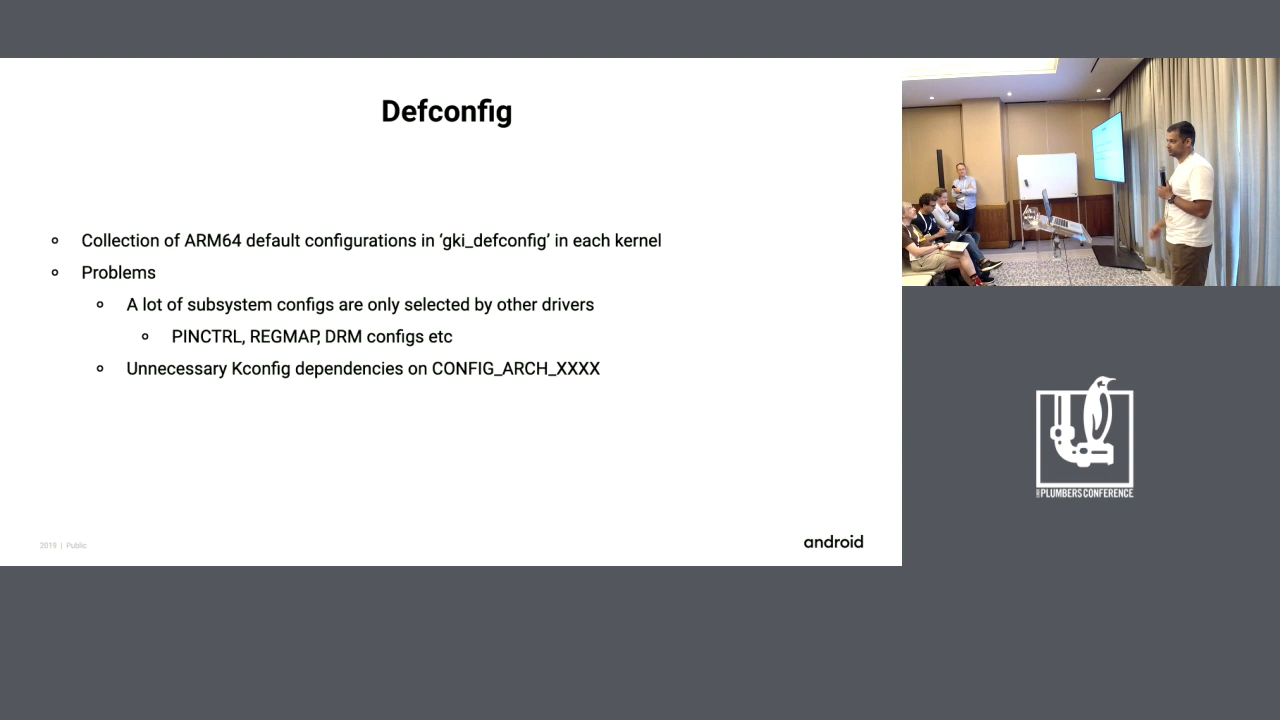 Defconfig
Collection of ARM64 default configurations in ‘gki_defconfig’ in each kernel
Problems
A lot of subsystem configs are only selected by other drivers
PINCTRL, REGMAP, DRM configs etc
Unnecessary Kconfig dependencies on CONFIG_ARCH_XXXX
2019 | Public
android
PLUMBERS CONFERENCE